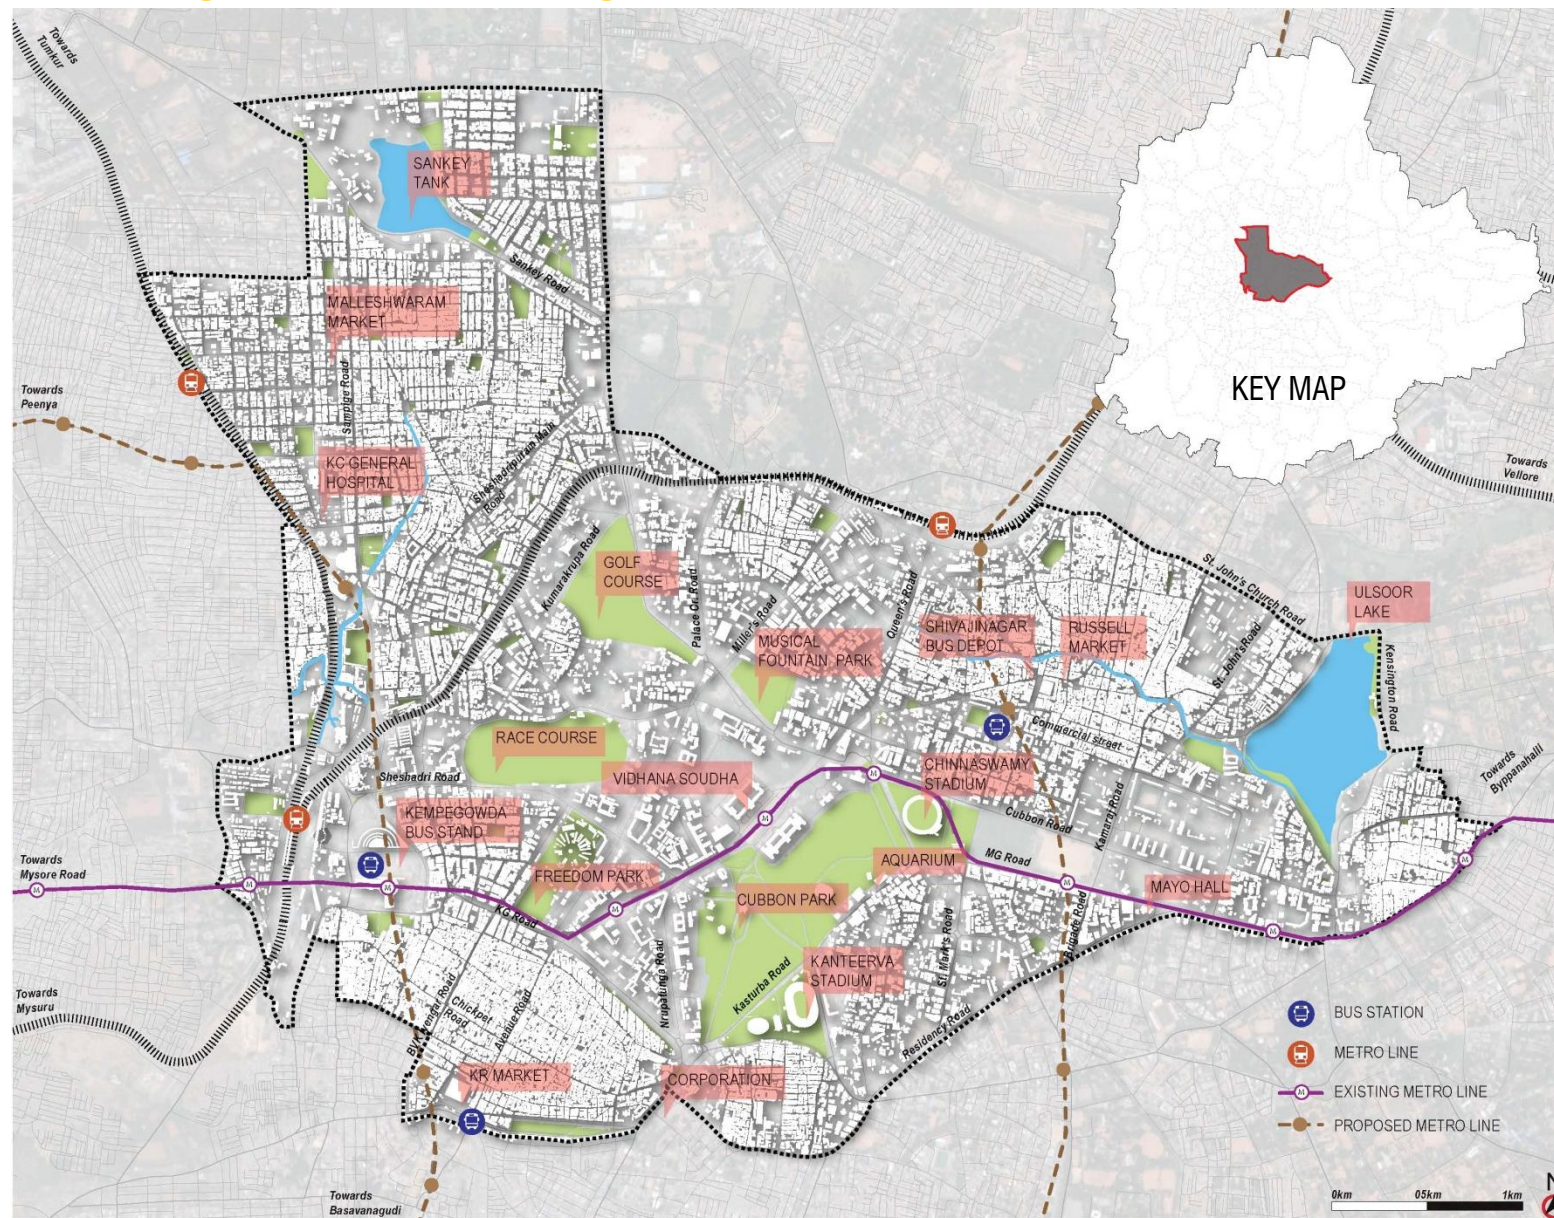 Towards
Tumkur
SANKEY
TANK
Sankey Road
MALLESHWARAM
MARKET
Sampige Road
KEY MAP
Towards
Peenya
Towards
Vellore
KC GENERAL
HOSPITAL
Sheshadripuram Main
Road
Kumarakrupa Road
GOLF
COURSE
Palace Cr. Road
Miller's Road
Queen's Road
St. John's Church Road
ULSOOR
LAKE
MUSICAL
FOUNTAIN PARK
SHIVAJINAGAR
BUS DEPOT
RUSSELL
MARKET
St. John'sRoad
Kensington Road
RACE COURSE
Commercial street
Sheshadri Road
VIDHANA SOUDHA
CHINNASWAMY
STADIUM
Towards
Byppanahalli
KEMPEGOWDA
BUS STAND
Cubbon Road
Kamaraj Road
Towards
Mysore Road
FREEDOM PARK
AQUARIUM
MG Road
MAYO HALL
CUBBON PARK
KG Road
Brigade Road
Nrupatunga Road
St. Mark's Road
KANTEERVA
STADIUM
Kasturba Road
Towards
Mysuru
BVK Iyengar Road
Chickpet
Road
Avenue Road
Residency Road
KR MARKET
CORPORATION
BUS STATION
METRO LINE
EXISTING METRO LINE
PROPOSED METRO LINE
Towards
Basavanagudi
0km 05km 1km
N